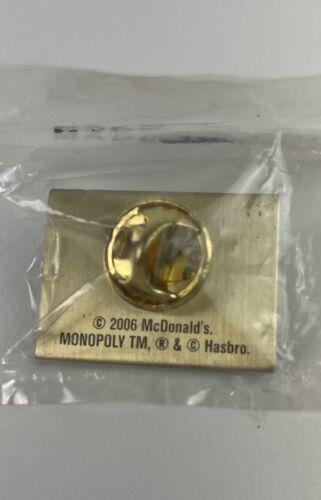 © 2006 McDonald's.
MONOPOLY TM, ® & © Hasbro.